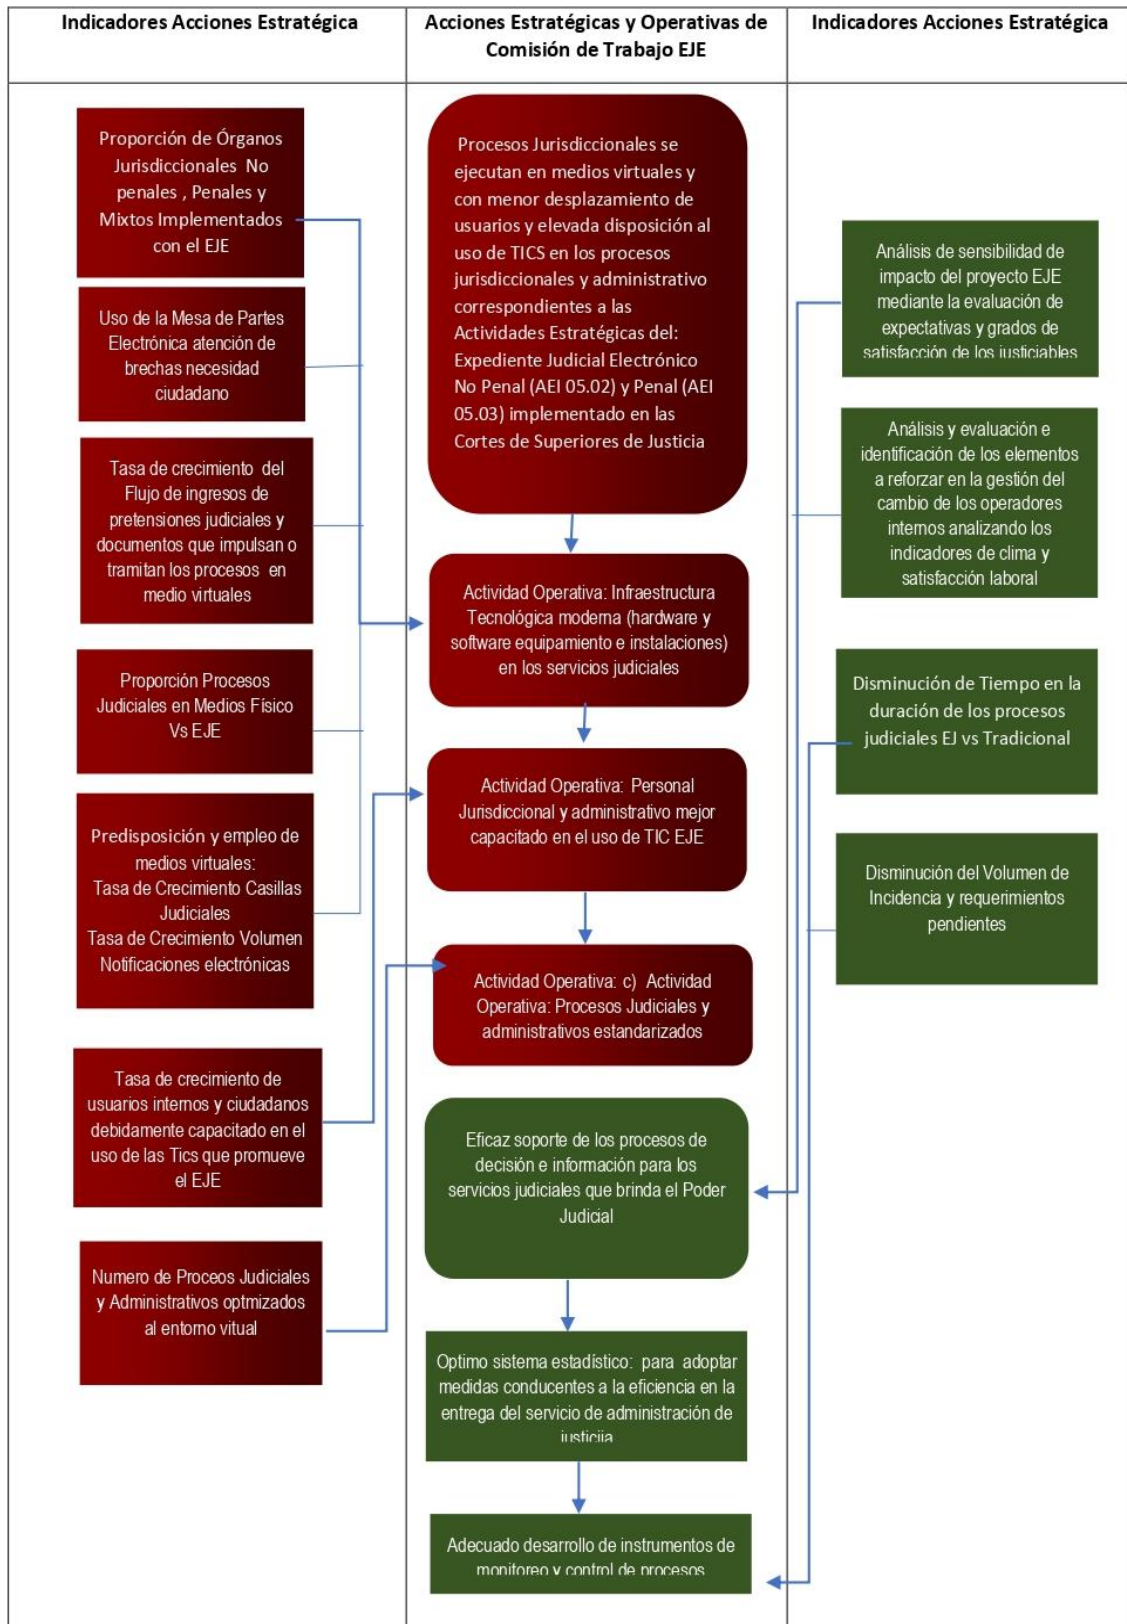 Indicadores Acciones Estratégica
Proporción de Órganos
Jurisdiccionales No
penales , Penales y
Mixtos Implementados
con el EJE
Uso de la Mesa de Partes
Electrónica atención de
brechas necesidad
ciudadano
Tasa de crecimiento del
Flujo de ingresos de
pretensiones judiciales y
documentos que impulsan o
tramitan los procesos en
medio virtuales
Proporción Procesos
Judiciales en Medios Físico
Vs EJE
Predisposición y empleo de
medios virtuales:
Tasa de Crecimiento Casillas
Judiciales
Tasa de Crecimiento Volumen
Notificaciones electrónicas
Tasa de crecimiento de
usuarios internos y ciudadanos
debidamente capacitado en el
uso de las Tics que promueve
el EJE
Numero de Proceos Judiciales
y Administrativos optmizados
al entorno vitual
Acciones Estratégicas y Operativas de
Comisión de Trabajo EJE
Procesos Jurisdiccionales se
ejecutan en medios virtuales y
con menor desplazamiento de
usuarios y elevada disposición al
uso de TICS en los procesos
jurisdiccionales y administrativo
correspondientes a las
Actividades Estratégicas del:
Expediente Judicial Electrónico
No Penal (AEI 05.02) y Penal (AEI
05.03) implementado en las
Cortes de Superiores de Justicia
Actividad Operativa: Infraestructura
Tecnológica moderna (hardware y
software equipamiento e instalaciones)
en los servicios judiciales
Actividad Operativa: Personal
Jurisdiccional y administrativo mejor
capacitado en el uso de TIC EJE
Actividad Operativa: c) Actividad
Operativa: Procesos Judiciales y
administrativos estandarizados
Eficaz soporte de los procesos de
decisión e información para los
servicios judiciales que brinda el Poder
Judicial
Optimo sistema estadístico: para adoptar
medidas conducentes a la eficiencia en la
entrega del servicio de administración de
justicija
Adecuado desarrollo de instrumentos de
monitoreo y control de procesos
Indicadores Acciones Estratégica
Análisis de sensibilidad de
impacto del proyecto EJE
mediante la evaluación de
expectativas y grados de
satisfacción de los justiciables
Análisis y evaluación e
identificación de los elementos
a reforzar en la gestión del
cambio de los operadores
internos analizando los
indicadores de clima y
satisfacción laboral
Disminución de Tiempo en la
duración de los procesos
judiciales EJ vs Tradicional
Disminución del Volumen de
Incidencia y requerimientos
pendientes